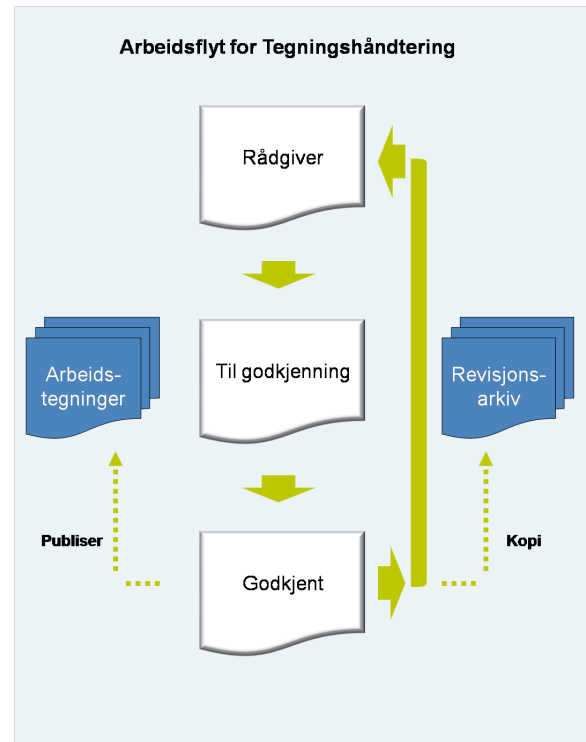 Arbeidsflyt for Tegningshåndtering
Rådgiver
Til godkjenning
Arbeids-
tegninger
Revisjons-
arkiv
Publiser
Kopi
Godkjent